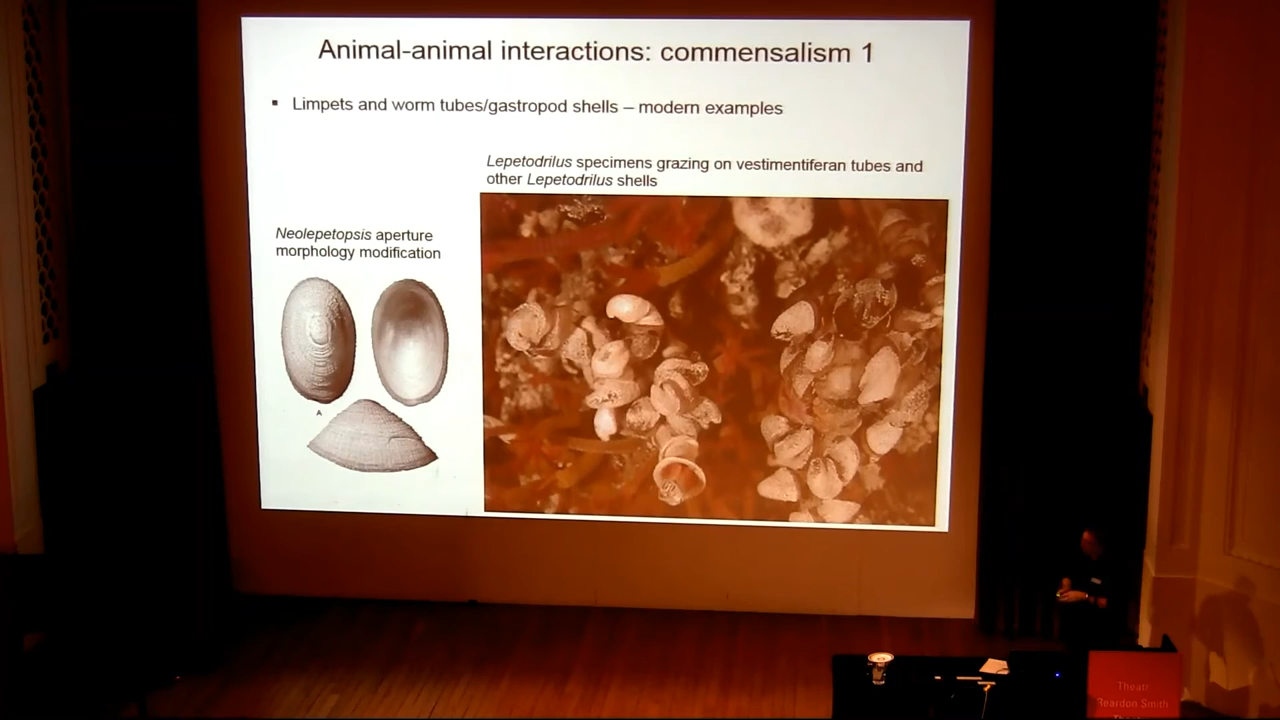 Animal-animal interactions: commensalism 1
▪ Limpets and worm tubes/gastropod shells – modern examples
Lepetodrilus specimens grazing on vestimentiferan tubes and
other Lepetodrilus shells
Neolepetopsis aperture
morphology modification
A
Theatr
Reardon Smith